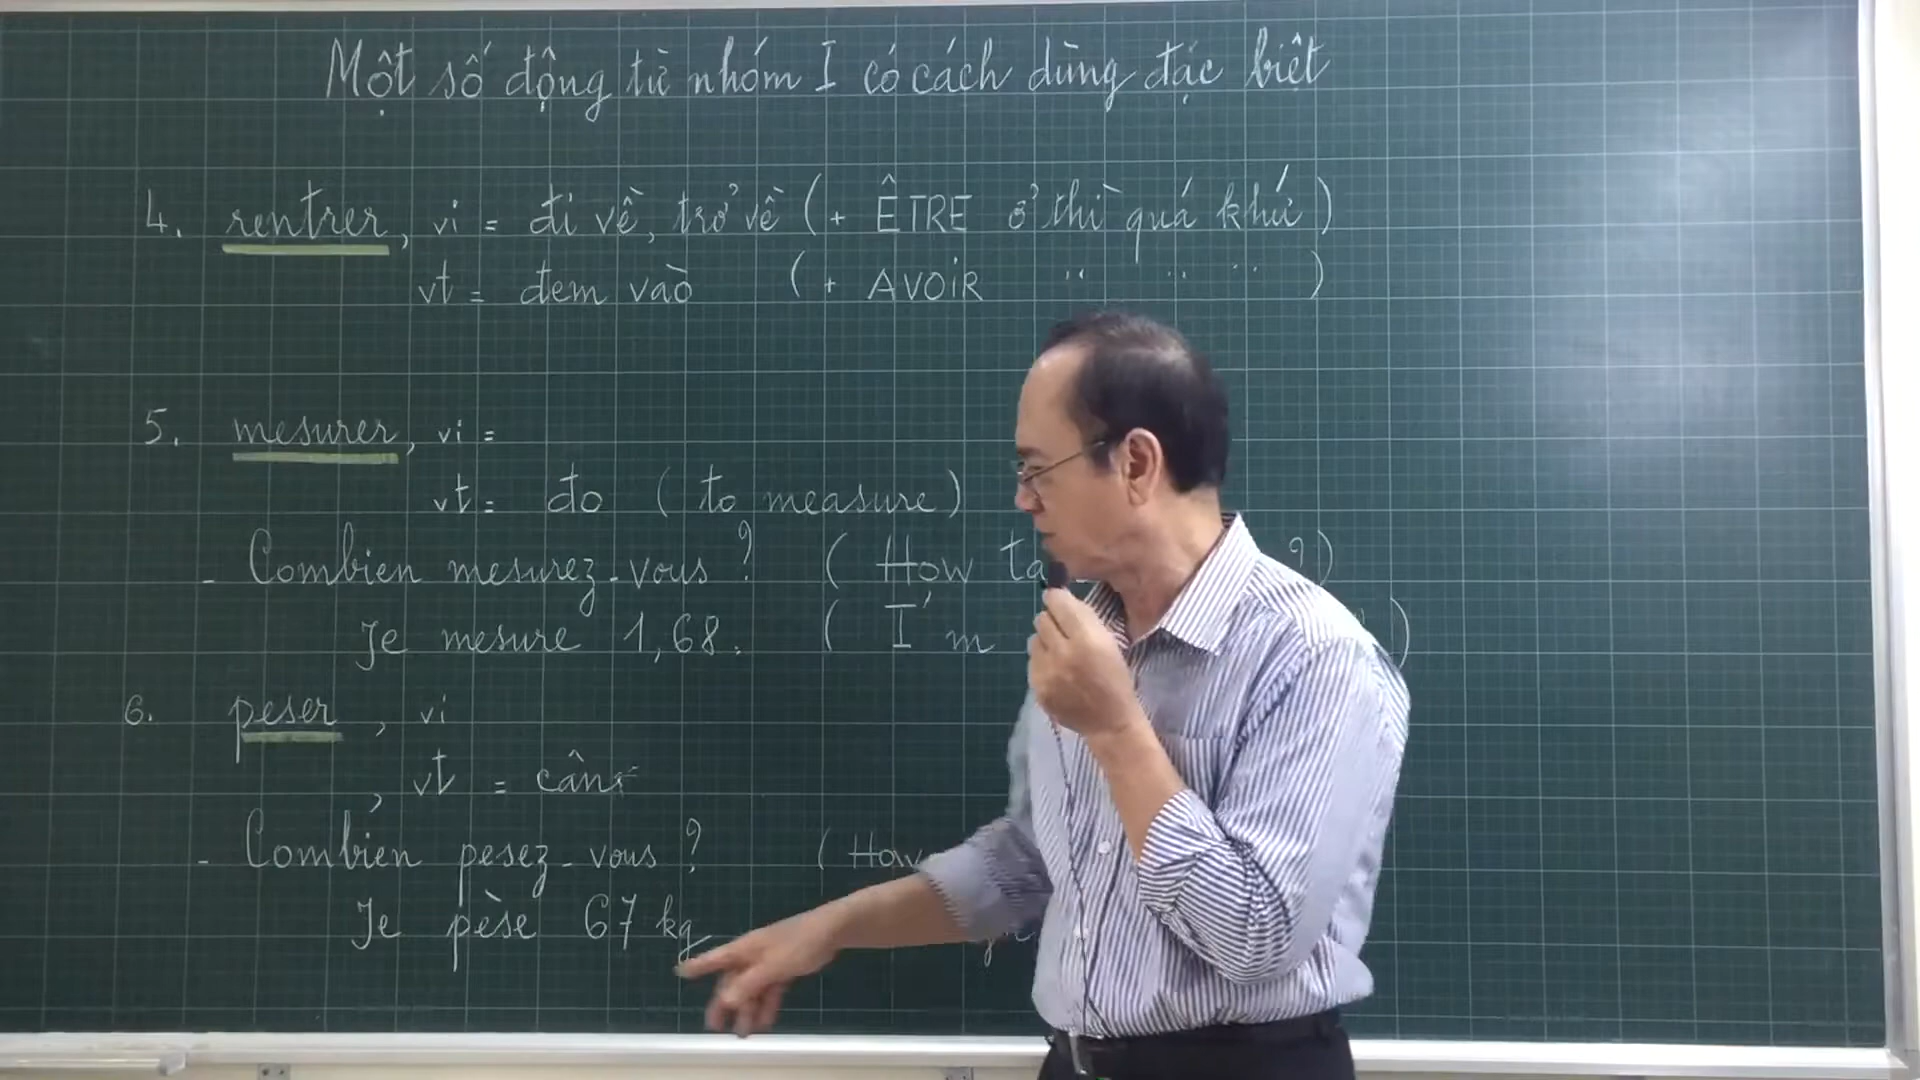 Một số động từ nhóm I có cách dùng đặc biệt
4. rentrer, vi = đi về, trở về (+ ÊTRE ở thì quá khứ)
vt = đem vào (+ AVOIR " " ")
5. mesurer, vi =
vt = đo (to measure)
- Combien mesurez-vous ? ( How ?)
Je mesure 1,68. ( I'm )
6. peser, vi
, vt = cân
- Combien pesez-vous ? ( How
Je pèse 67 kg